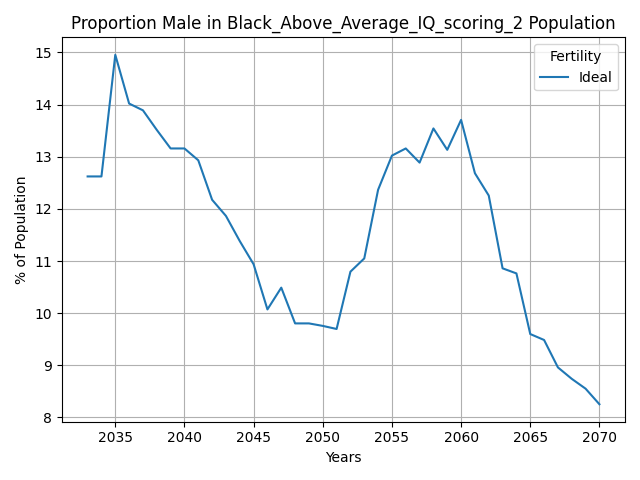 Proportion Male in Black_Above_Average_IQ_scoring_2 Population
Fertility
Ideal
% of Population
15
14
13
12
11
10
9
8
2035 2040 2045 2050 2055 2060 2065 2070
Years